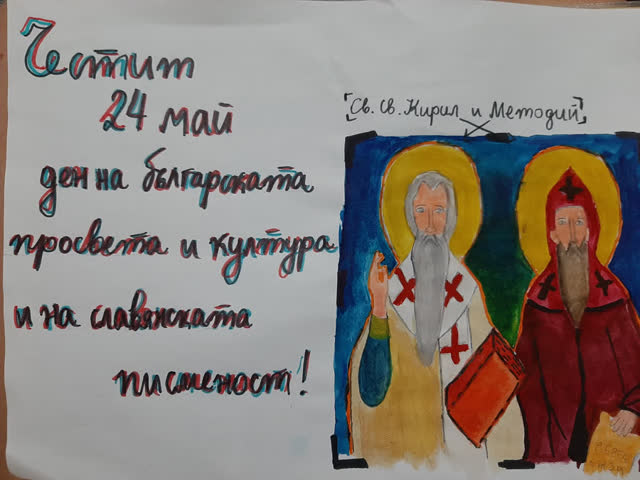 Честит
24 май
ден на българската
просвета и култура
и на славянската
писменост!
Св. св. Кирил и Методий